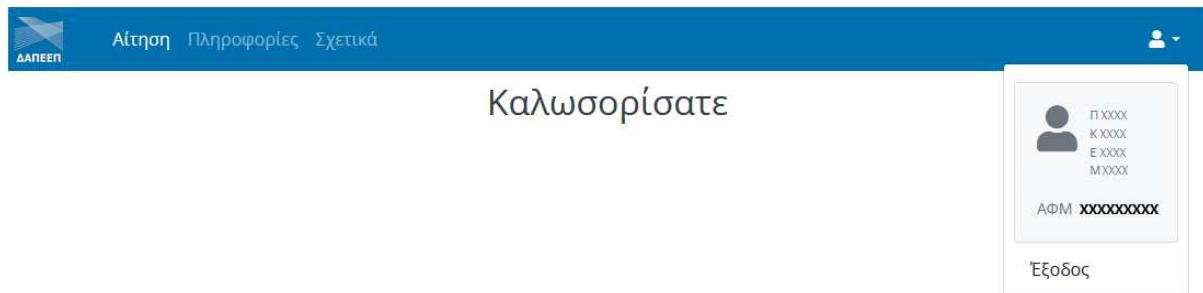 ΔΑΠΕΕΠ
Αίτηση Πληροφορίες Σχετικά
Καλωσορίσατε
Π XXXX
Κ XXXX
Ε XXXX
Μ XXXX
ΑΦΜ XXXXXXXXX
Έξοδος